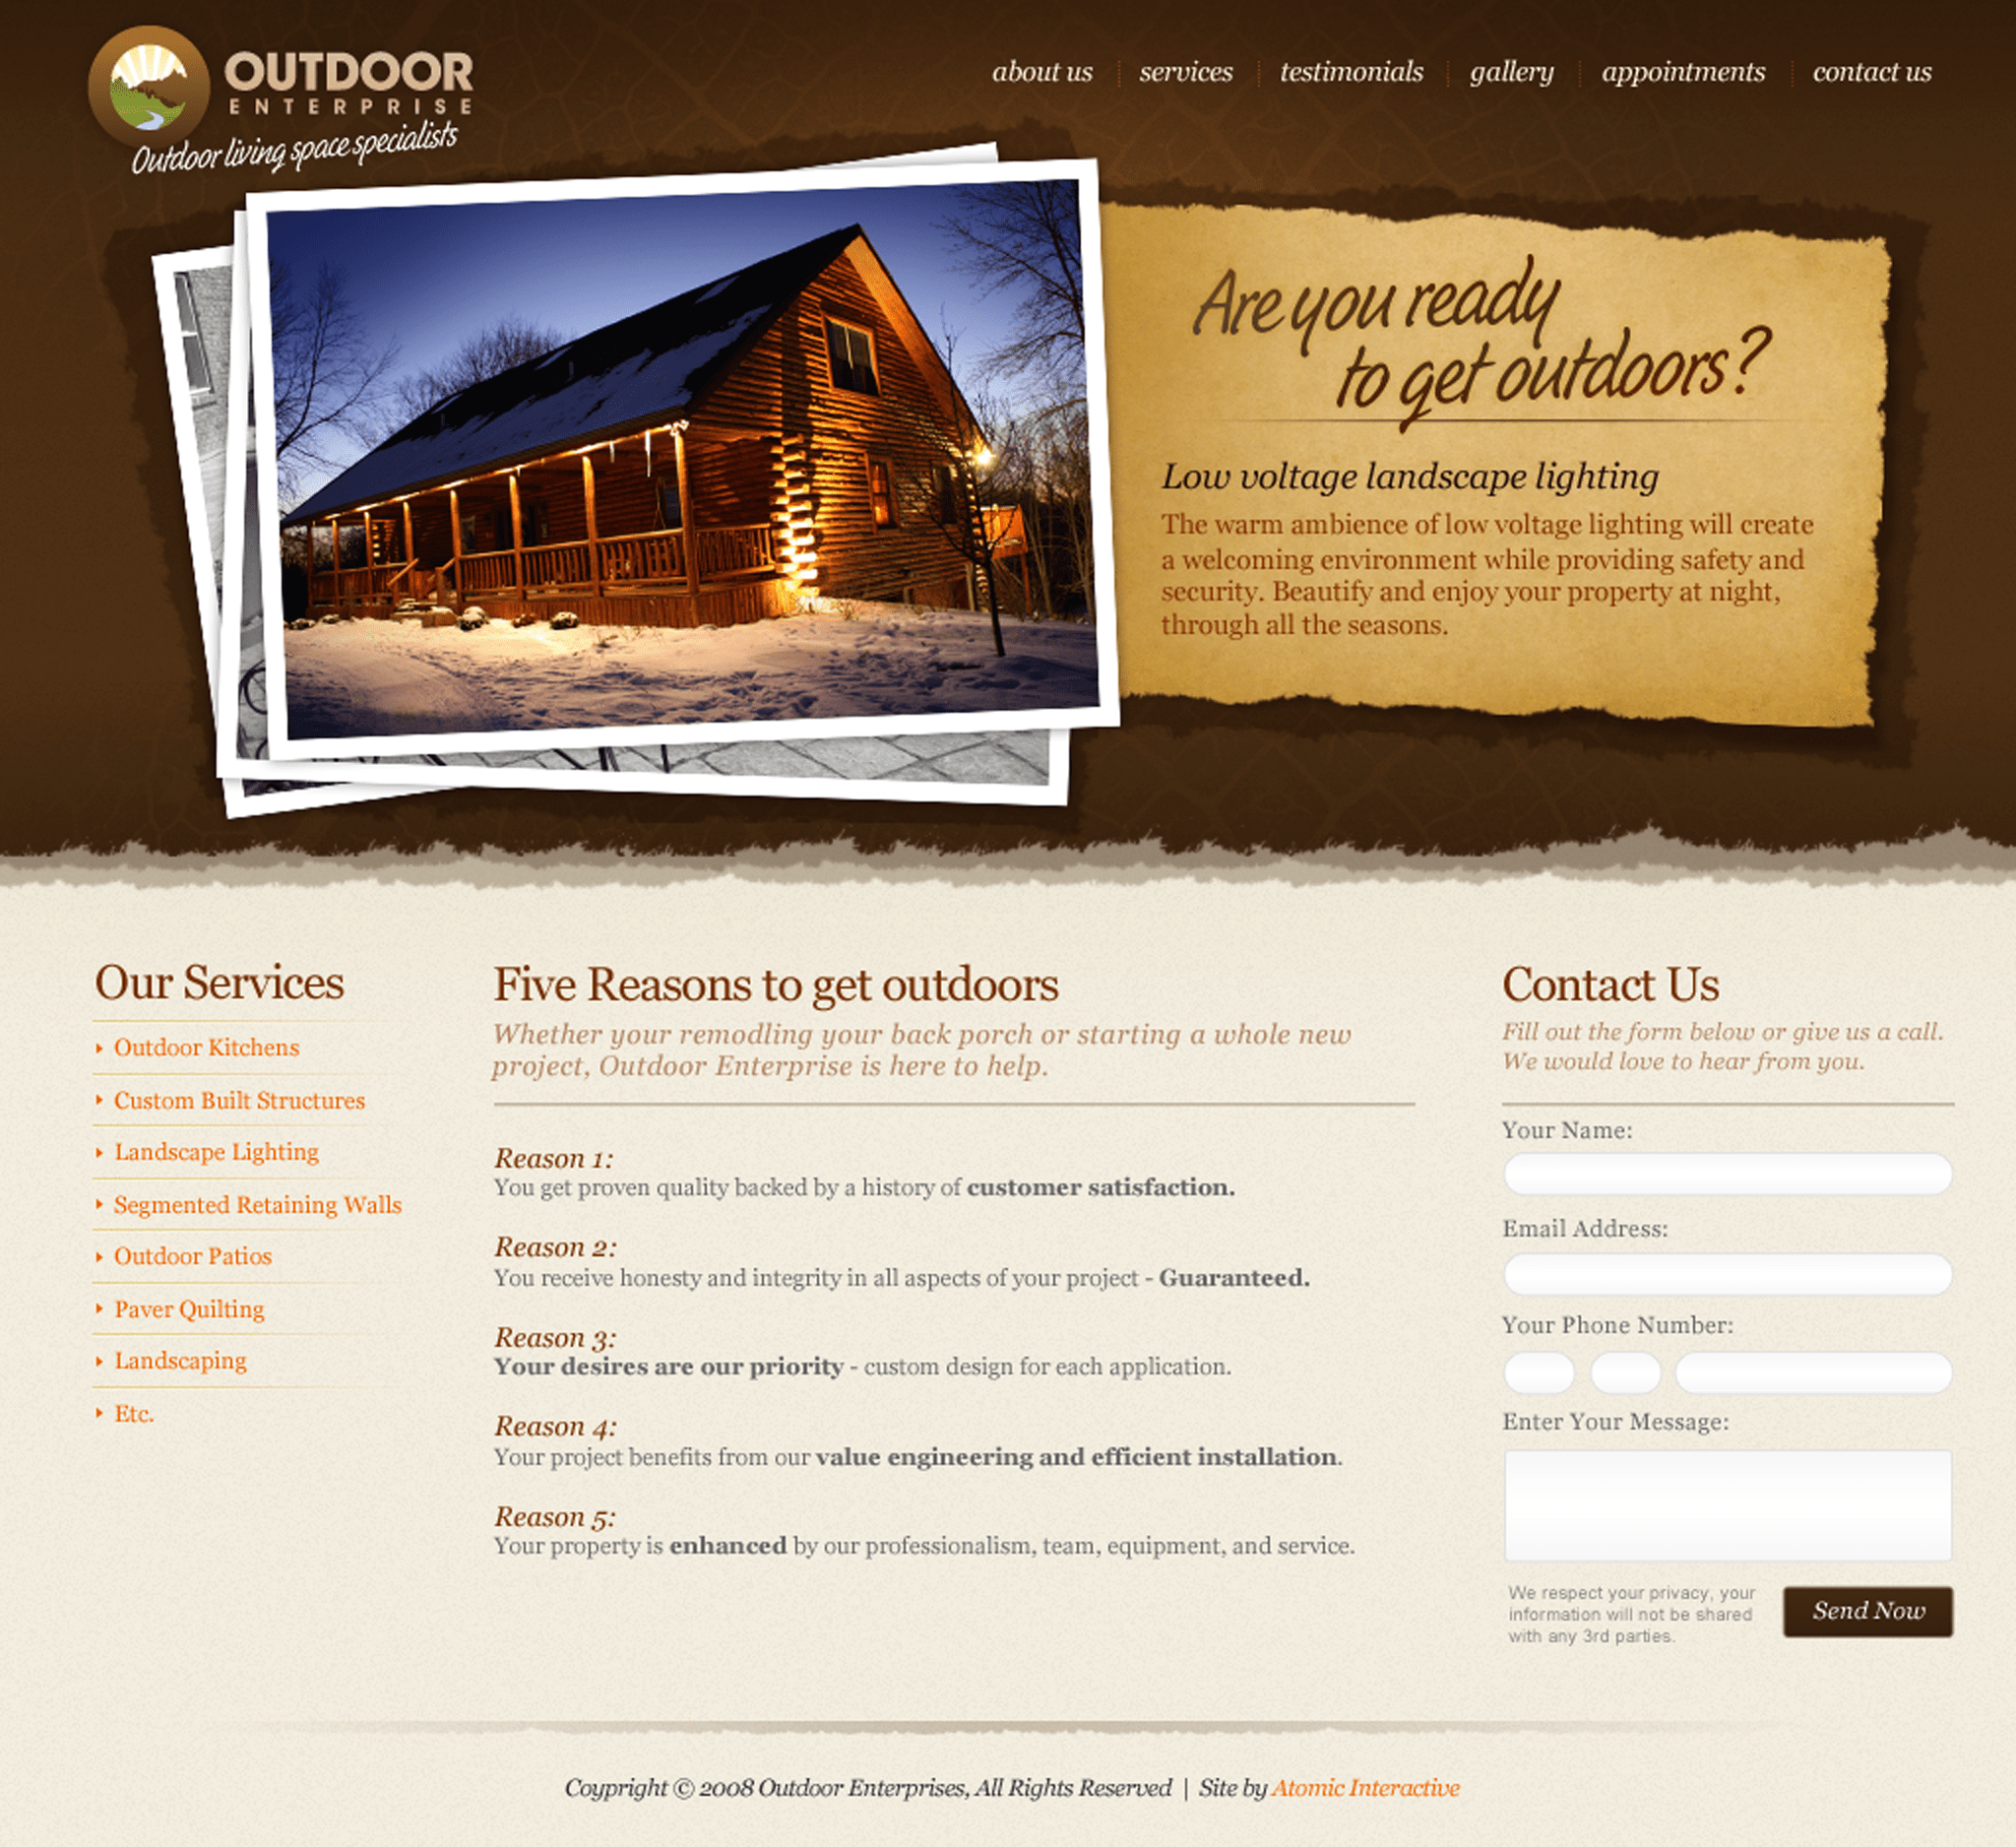 OUTDOOR
ENTERPRISE
Outdoor living space specialists
about us
services
testimonials
gallery
appointments
contact us
Are you ready
to get outdoors?
Low voltage landscape lighting
The warm ambience of low voltage lighting will create
a welcoming environment while providing safety and
security. Beautify and enjoy your property at night,
through all the seasons.
Our Services
Outdoor Kitchens
Custom Built Structures
Landscape Lighting
Segmented Retaining Walls
Outdoor Patios
Paver Quilting
Landscaping
Etc.
Five Reasons to get outdoors
Whether your remodling your back porch or starting a whole new
project, Outdoor Enterprise is here to help.
Reason 1:
You get proven quality backed by a history of customer satisfaction.
Reason 2:
You receive honesty and integrity in all aspects of your project - Guaranteed.
Reason 3:
Your desires are our priority - custom design for each application.
Reason 4:
Your project benefits from our value engineering and efficient installation.
Reason 5:
Your property is enhanced by our professionalism, team, equipment, and service.
Contact Us
Fill out the form below or give us a call.
We would love to hear from you.
Your Name:
Email Address:
Your Phone Number:
Enter Your Message:
We respect your privacy, your
information will not be shared
with any 3rd parties.
Send Now
Coypright © 2008 Outdoor Enterprises, All Rights Reserved | Site by Atomic Interactive